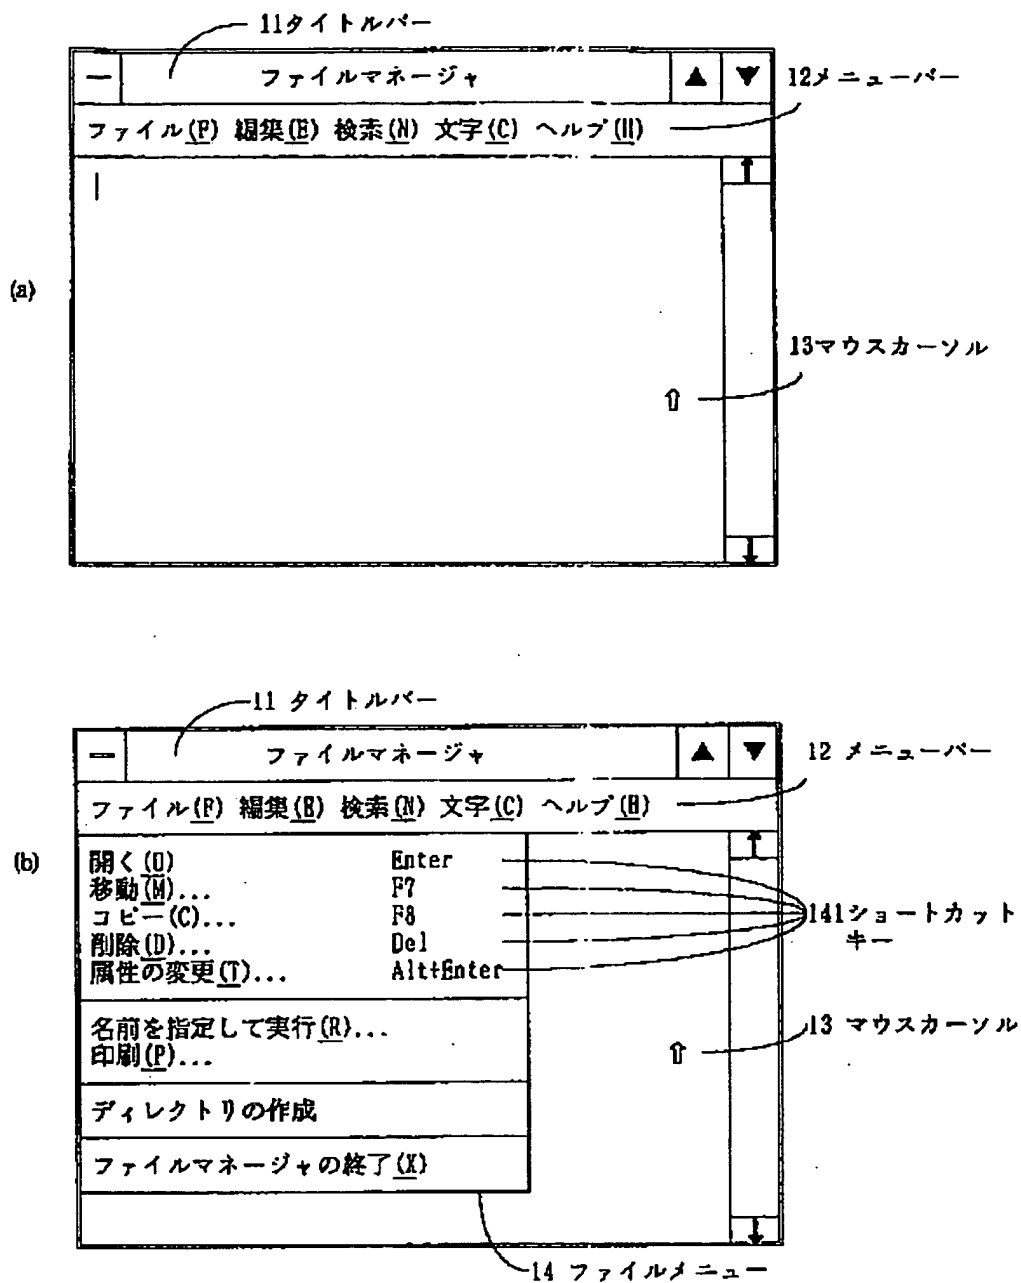 11タイトルバー
ファイルマネージャ
12メニューバー
ファイル(F) 編集(E) 検索(N) 文字(C) ヘルプ(H)
(a)
13マウスカーソル
11 タイトルバー
ファイルマネージャ
12 メニューバー
ファイル(F) 編集(E) 検索(N) 文字(C) ヘルプ(H)
(b)
開く(O) Enter
移動(M)... F7
コピー(C)... F8
削除(D)... Del
属性の変更(T)... Alt+Enter
141ショートカット
キー
名前を指定して実行(R)...
印刷(P)...
13 マウスカーソル
ディレクトリの作成
ファイルマネージャの終了(X)
14 ファイルメニュー